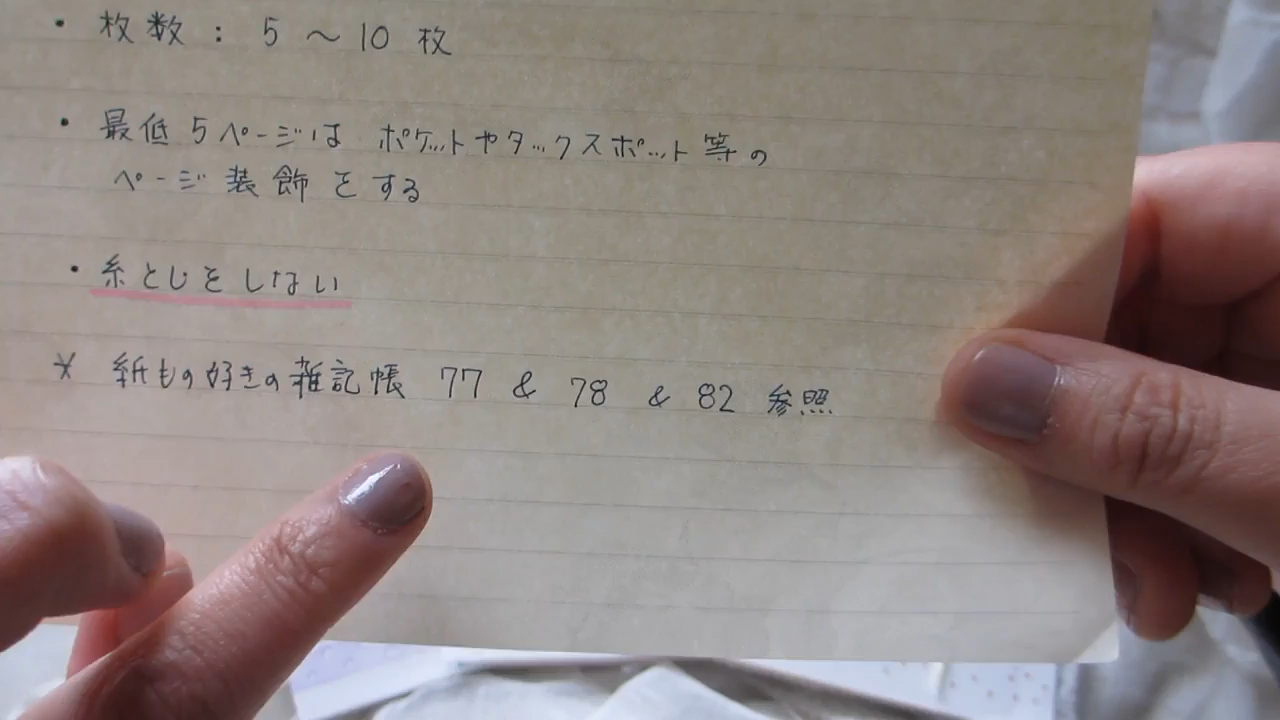 ・枚数：5～10枚
・最低5ページは ポケットやタックスポット等の
ページ装飾をする
・糸とじをしない
* 紙もの好きの雑記帳 77 & 78 & 82 参照